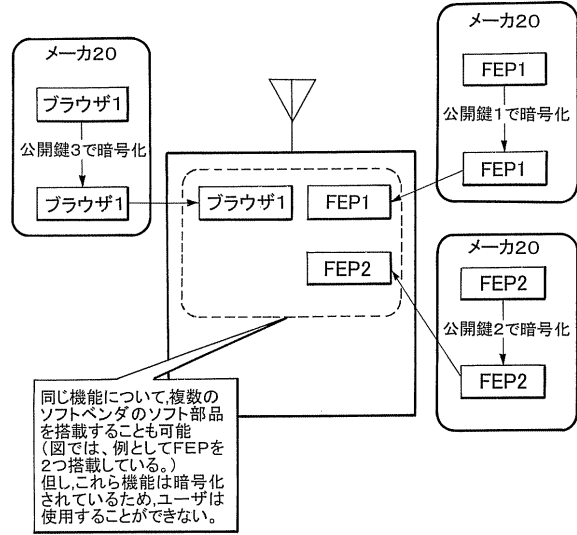 メーカ20
ブラウザ1
公開鍵3で暗号化
ブラウザ1
メーカ20
FEP1
公開鍵1で暗号化
FEP1
ブラウザ1
FEP1
FEP2
メーカ20
FEP2
公開鍵2で暗号化
FEP2
同じ機能について,複数の
ソフトベンダのソフト部品
を搭載することも可能
(図では、例としてFEPを
2つ搭載している。)
但し,これら機能は暗号化
されているため,ユーザは
使用することができない。